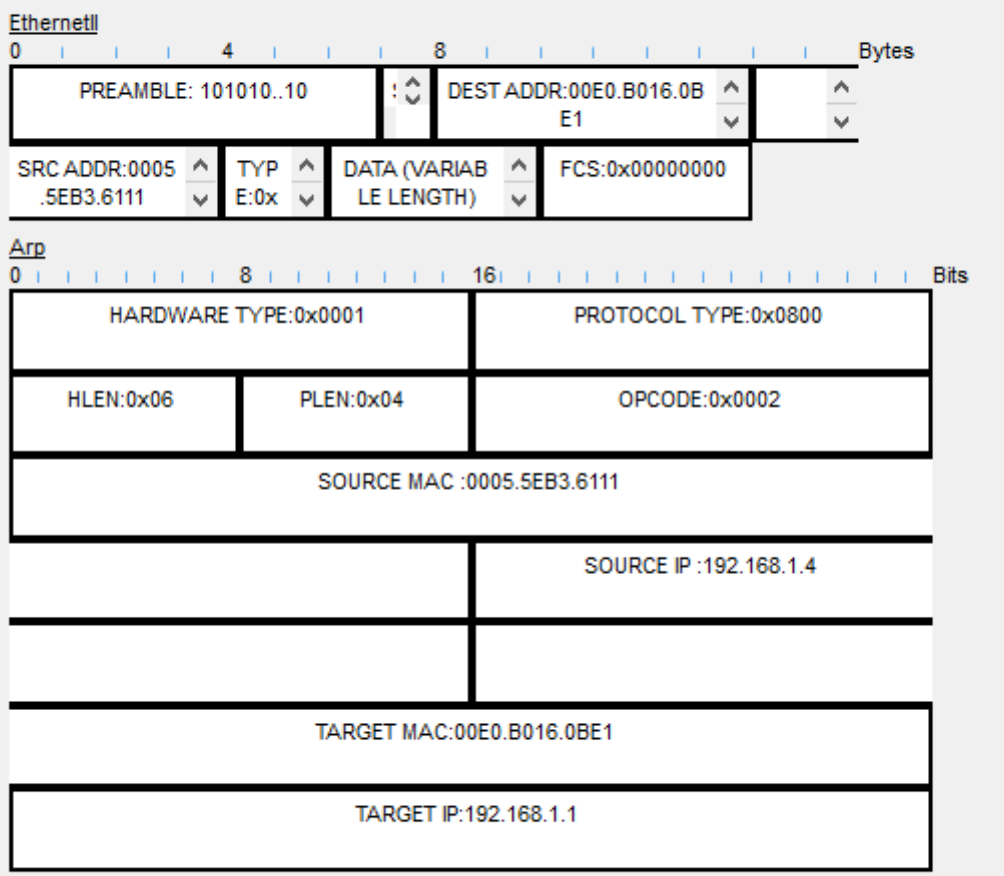 EthernetII
0 4 8 Bytes
PREAMBLE: 101010..10
DEST ADDR:00E0.B016.0B
E1
SRC ADDR:0005
.5EB3.6111
TYP
E:0x
DATA (VARIAB
LE LENGTH)
FCS:0x00000000
Arp
0 8 16 Bits
HARDWARE TYPE:0x0001
PROTOCOL TYPE:0x0800
HLEN:0x06
PLEN:0x04
OPCODE:0x0002
SOURCE MAC :0005.5EB3.6111
SOURCE IP :192.168.1.4
TARGET MAC:00E0.B016.0BE1
TARGET IP:192.168.1.1